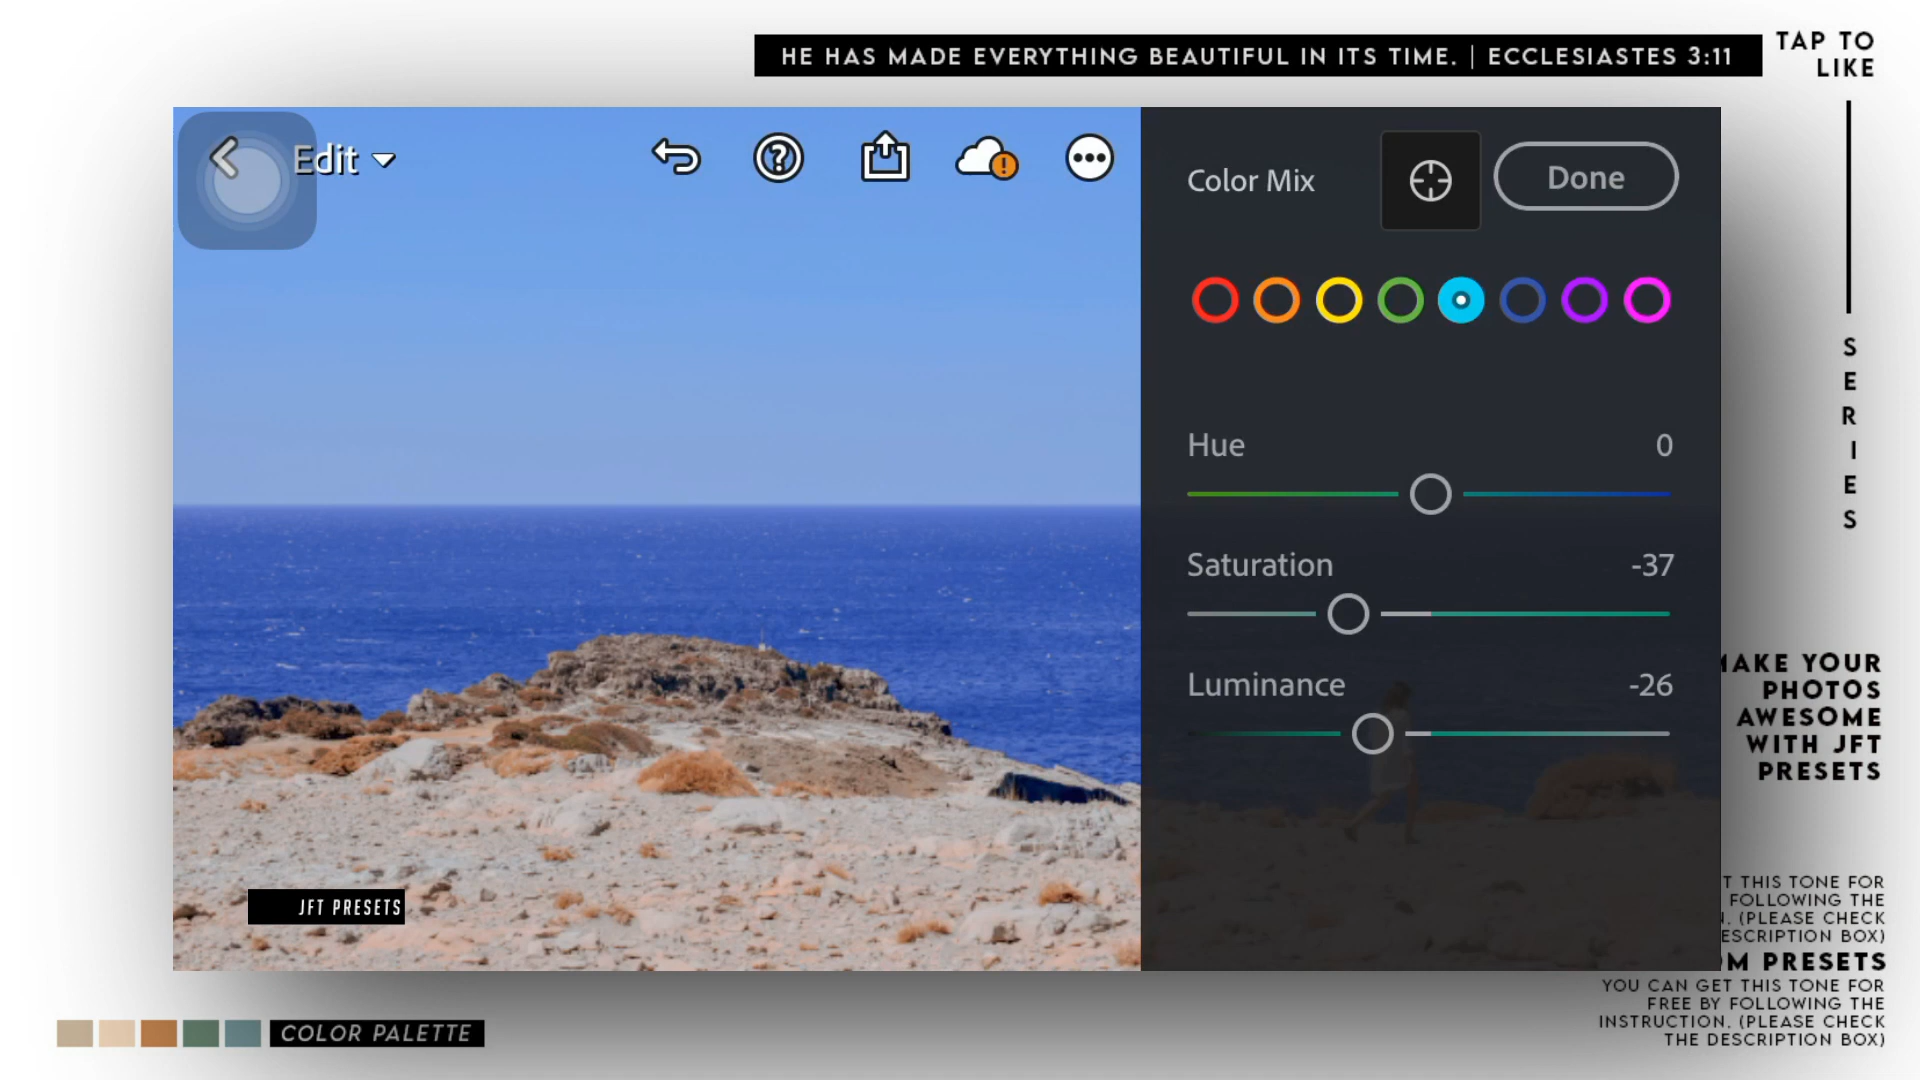 HE HAS MADE EVERYTHING BEAUTIFUL IN ITS TIME. | ECCLESIASTES 3:11
TAP TO
LIKE
Edit
Color Mix
Done
Hue
0
Saturation
-37
Luminance
-26
SERIES
YOUR
PHOTOS
AWESOME
WITH JFT
PRESETS
JFT PRESETS
THIS TONE FOR
FOLLOWING THE
(PLEASE CHECK
BOX)
PRESETS
YOU CAN GET THIS TONE FOR
FREE BY FOLLOWING THE
INSTRUCTION. (PLEASE CHECK
THE DESCRIPTION BOX)
COLOR PALETTE